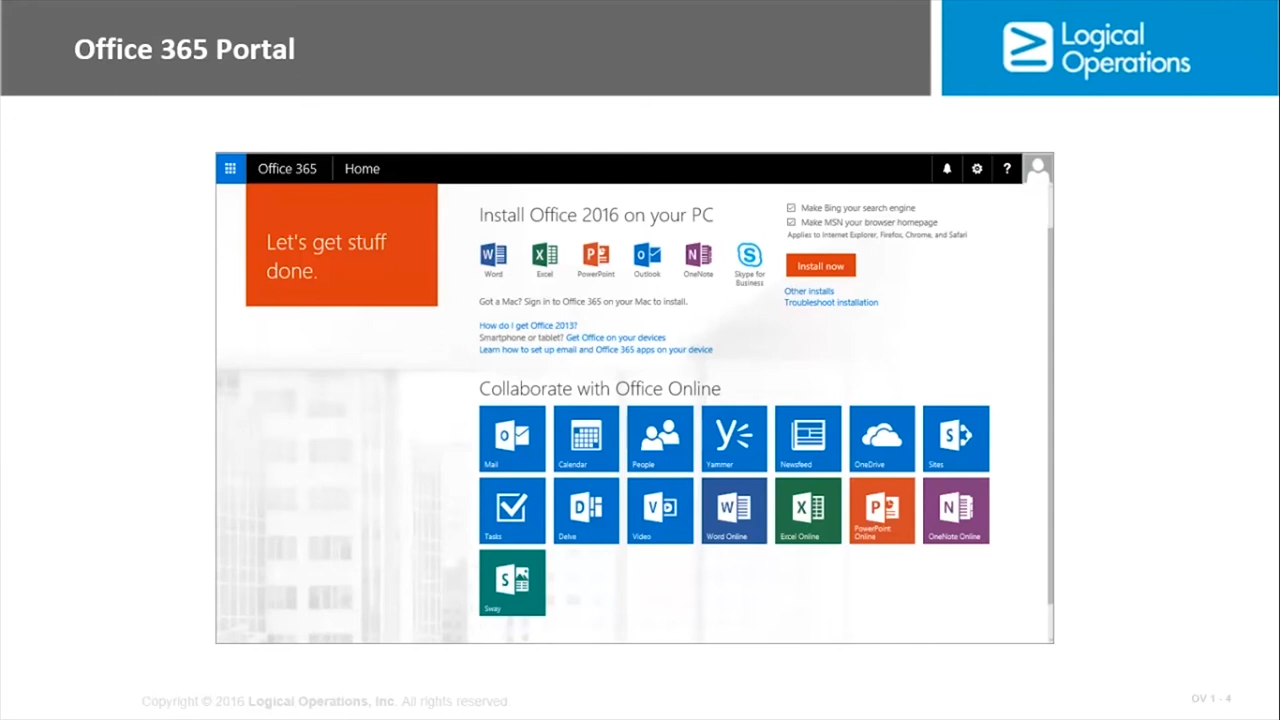 Office 365 Portal
Logical
Operations
Office 365
Home
?
Let's get stuff
done.
Install Office 2016 on your PC
Word
Excel
PowerPoint
Outlook
OneNote
Skype for
Business
Got a Mac? Sign in to Office 365 on your Mac to install.
How do I get Office 2013?
Smartphone or tablet? Get Office on your devices
Learn how to set up email and Office 365 apps on your device
Make Bing your search engine
Make MSN your browser homepage
Applies to Internet Explorer, Firefox, Chrome, and Safari
Install now
Other installs
Troubleshoot installation
Collaborate with Office Online
Mail
Calendar
People
Yammer
Newsfeed
OneDrive
Sites
Tasks
Delve
Video
Word Online
Excel Online
PowerPoint
Online
OneNote Online
Sway
Copyright © 2016 Logical Operations, Inc. All rights reserved
OV 1 - 4